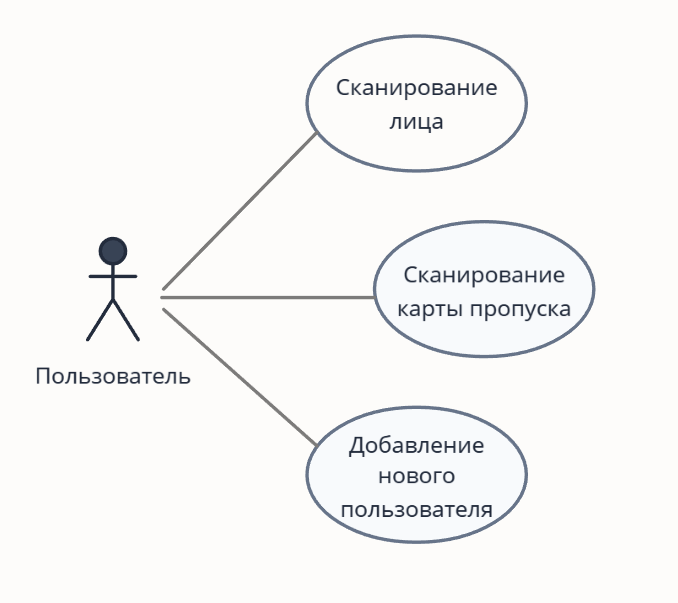 Сканирование
лица
Сканирование
карты пропуска
Пользователь
Добавление
нового
пользователя